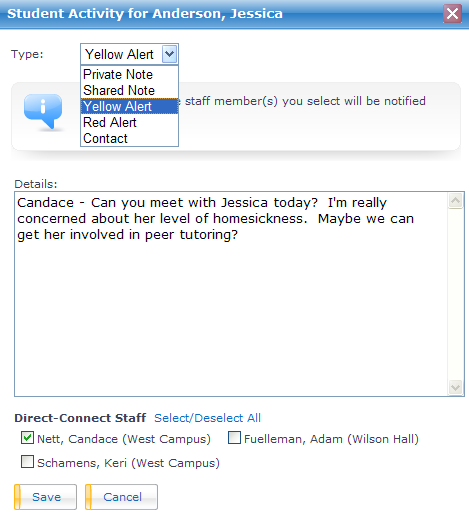 Student Activity for Anderson, Jessica
Type: Yellow Alert
Private Note
Shared Note
Yellow Alert
Red Alert
Contact
staff member(s) you select will be notified
Details:
Candace - Can you meet with Jessica today?  I'm really
concerned about her level of homesickness.  Maybe we can
get her involved in peer tutoring?
Direct-Connect Staff Select/Deselect All
Nett, Candace (West Campus) Fuelleman, Adam (Wilson Hall)
Schamens, Keri (West Campus)
Save Cancel